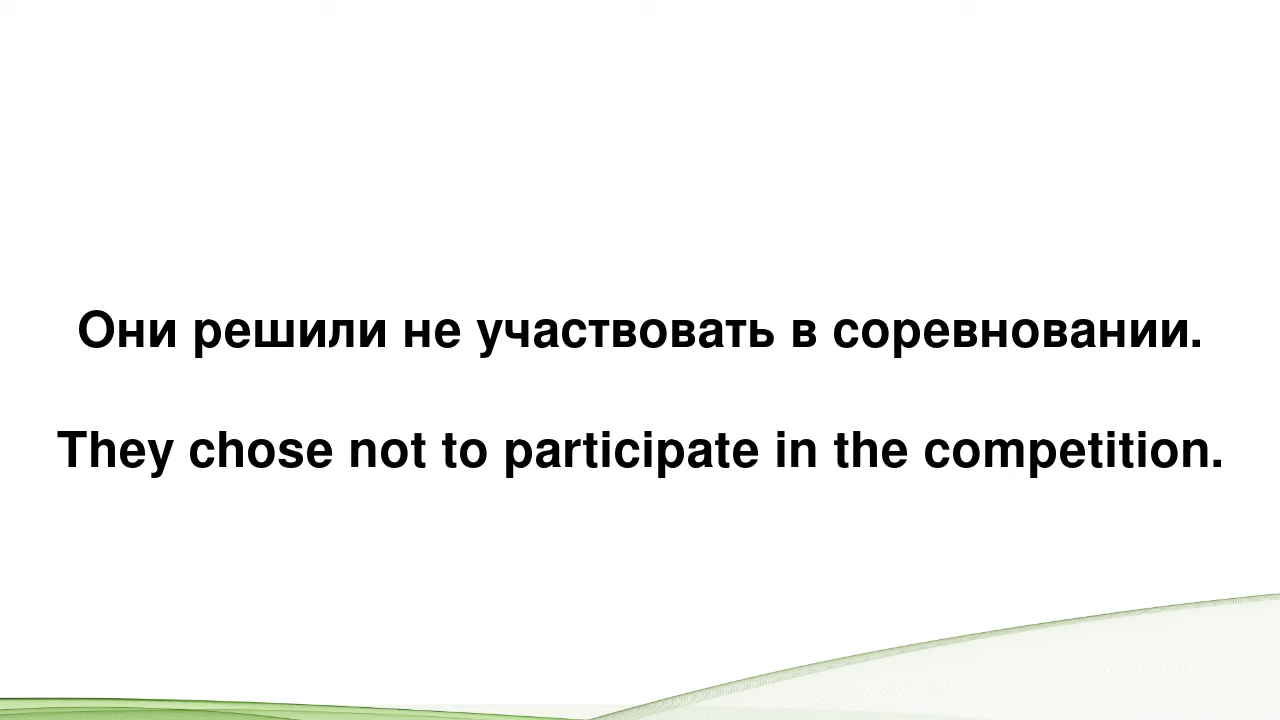 Они решили не участвовать в соревновании.
They chose not to participate in the competition.